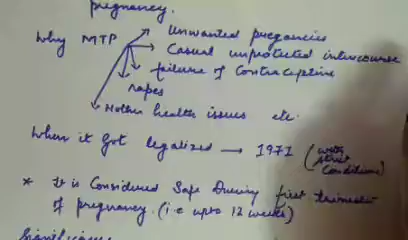 pregnancy.
Why MTP → Unwanted pregnancies
→ Casual unprotected intercourse
→ failure of Contraceptive
→ rapes
→ Mother health issues etc.
When it Got legalized → 1971 (with strict Conditions)
* It is Considered Safe During first trimester
of pregnancy. (i.e upto 12 weeks)
Significance